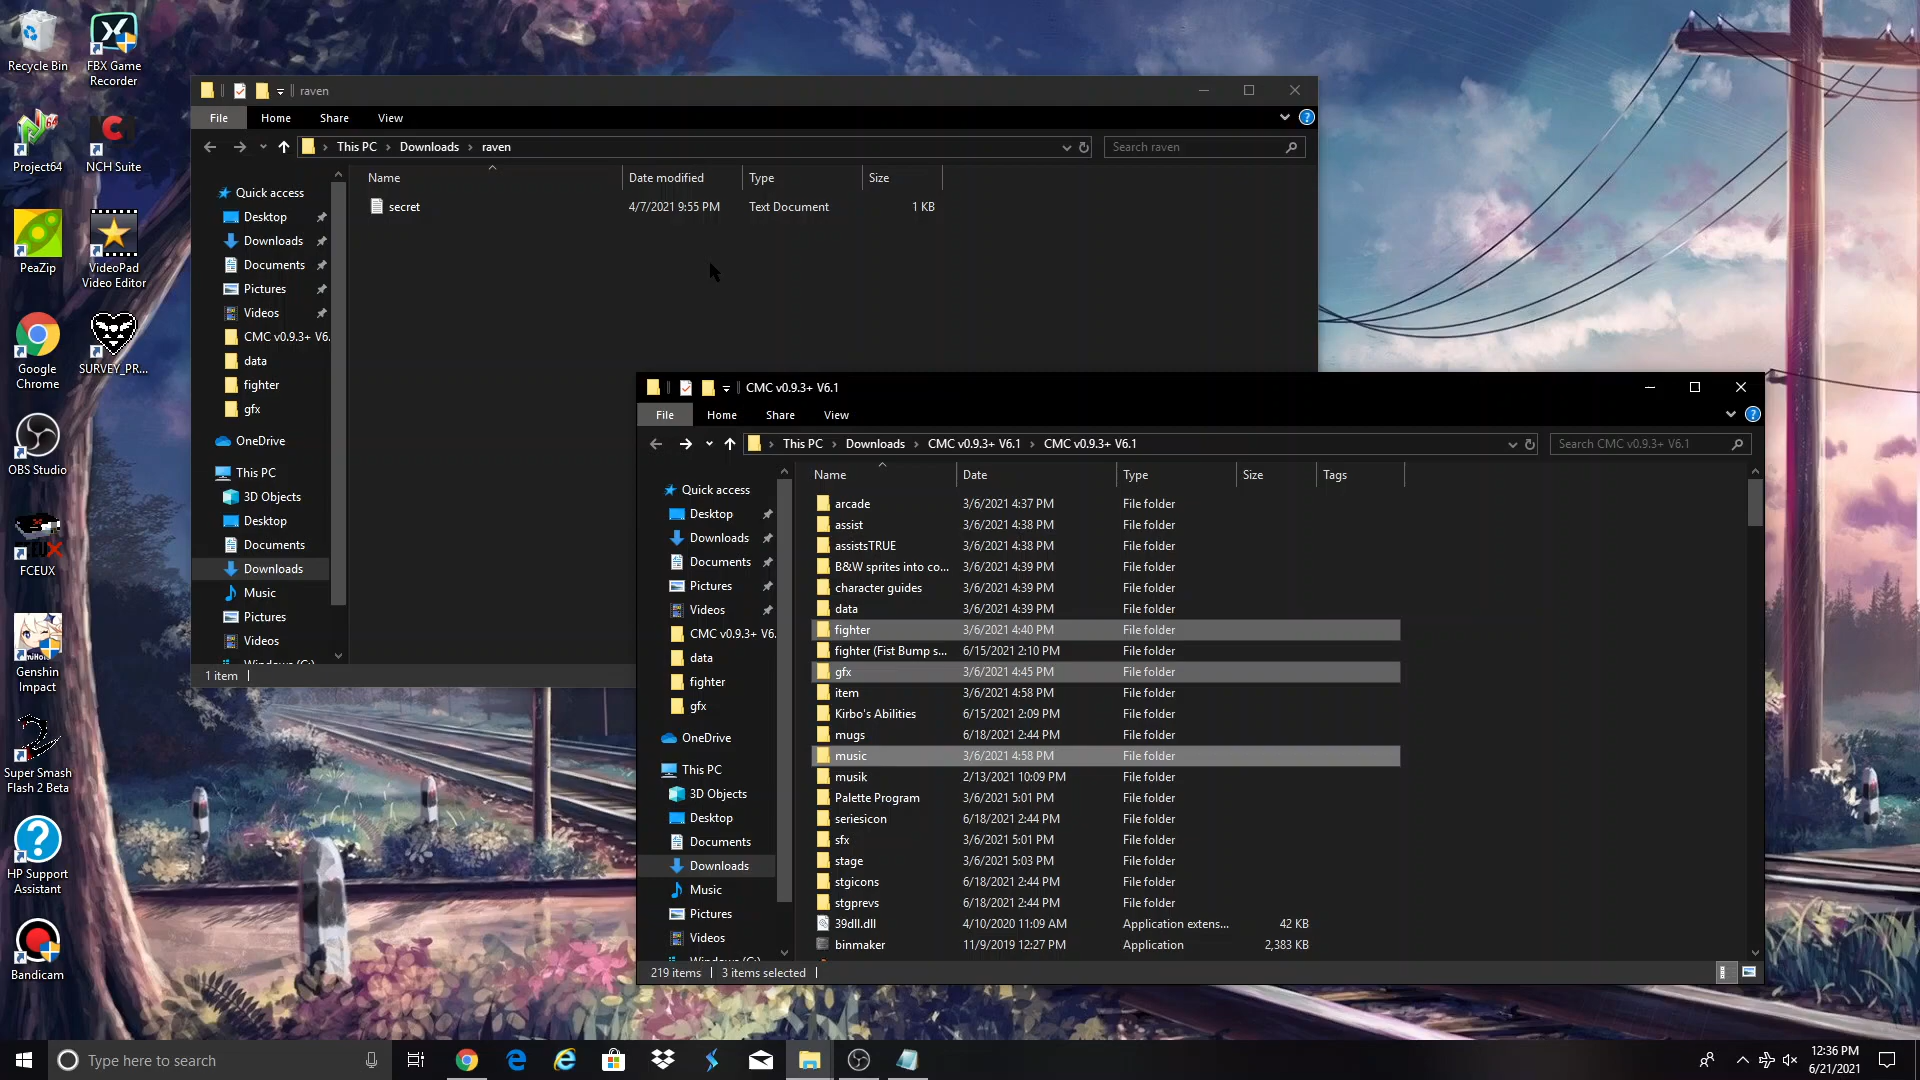 Recycle Bin
FBX Game
Recorder
Project64
NCH Suite
PeaZip
VideoPad
Video Editor
Google
Chrome
SURVEY_PR...
OBS Studio
FCEUX
Genshin
Impact
Super Smash
Flash 2 Beta
HP Support
Assistant
Bandicam
raven
File Home Share View
This PC > Downloads > raven
Search raven
Name Date modified Type Size
secret 4/7/2021 9:55 PM Text Document 1 KB
Quick access
Desktop
Downloads
Documents
Pictures
Videos
CMC v0.9.3+ V6.
data
fighter
gfx
OneDrive
This PC
3D Objects
Desktop
Documents
Downloads
Music
Pictures
Videos
Windows (C:)
1 item
CMC v0.9.3+ V6.1
File Home Share View
This PC > Downloads > CMC v0.9.3+ V6.1 > CMC v0.9.3+ V6.1
Search CMC v0.9.3+ V6.1
Quick access
Desktop
Downloads
Documents
Pictures
Videos
CMC v0.9.3+ V6.
data
fighter
gfx
OneDrive
This PC
3D Objects
Desktop
Documents
Downloads
Music
Pictures
Videos
Windows (C:)
Name Date Type Size Tags
arcade 3/6/2021 4:37 PM File folder
assist 3/6/2021 4:38 PM File folder
assistsTRUE 3/6/2021 4:38 PM File folder
B&W sprites into co... 3/6/2021 4:39 PM File folder
character guides 3/6/2021 4:39 PM File folder
data 3/6/2021 4:39 PM File folder
fighter 3/6/2021 4:40 PM File folder
fighter (Fist Bump s... 6/15/2021 2:10 PM File folder
gfx 3/6/2021 4:45 PM File folder
item 3/6/2021 4:58 PM File folder
Kirbo's Abilities 6/15/2021 2:09 PM File folder
mugs 6/18/2021 2:44 PM File folder
music 3/6/2021 4:58 PM File folder
musik 2/13/2021 10:09 PM File folder
Palette Program 3/6/2021 5:01 PM File folder
seriesicon 6/18/2021 2:44 PM File folder
sfx 3/6/2021 5:01 PM File folder
stage 3/6/2021 5:03 PM File folder
stgicons 6/18/2021 2:44 PM File folder
stgprevs 6/18/2021 2:44 PM File folder
39dll.dll 4/10/2020 11:09 AM Application extens... 42 KB
binmaker 11/9/2019 12:27 PM Application 2,383 KB
219 items 3 items selected
Type here to search
12:36 PM
6/21/2021